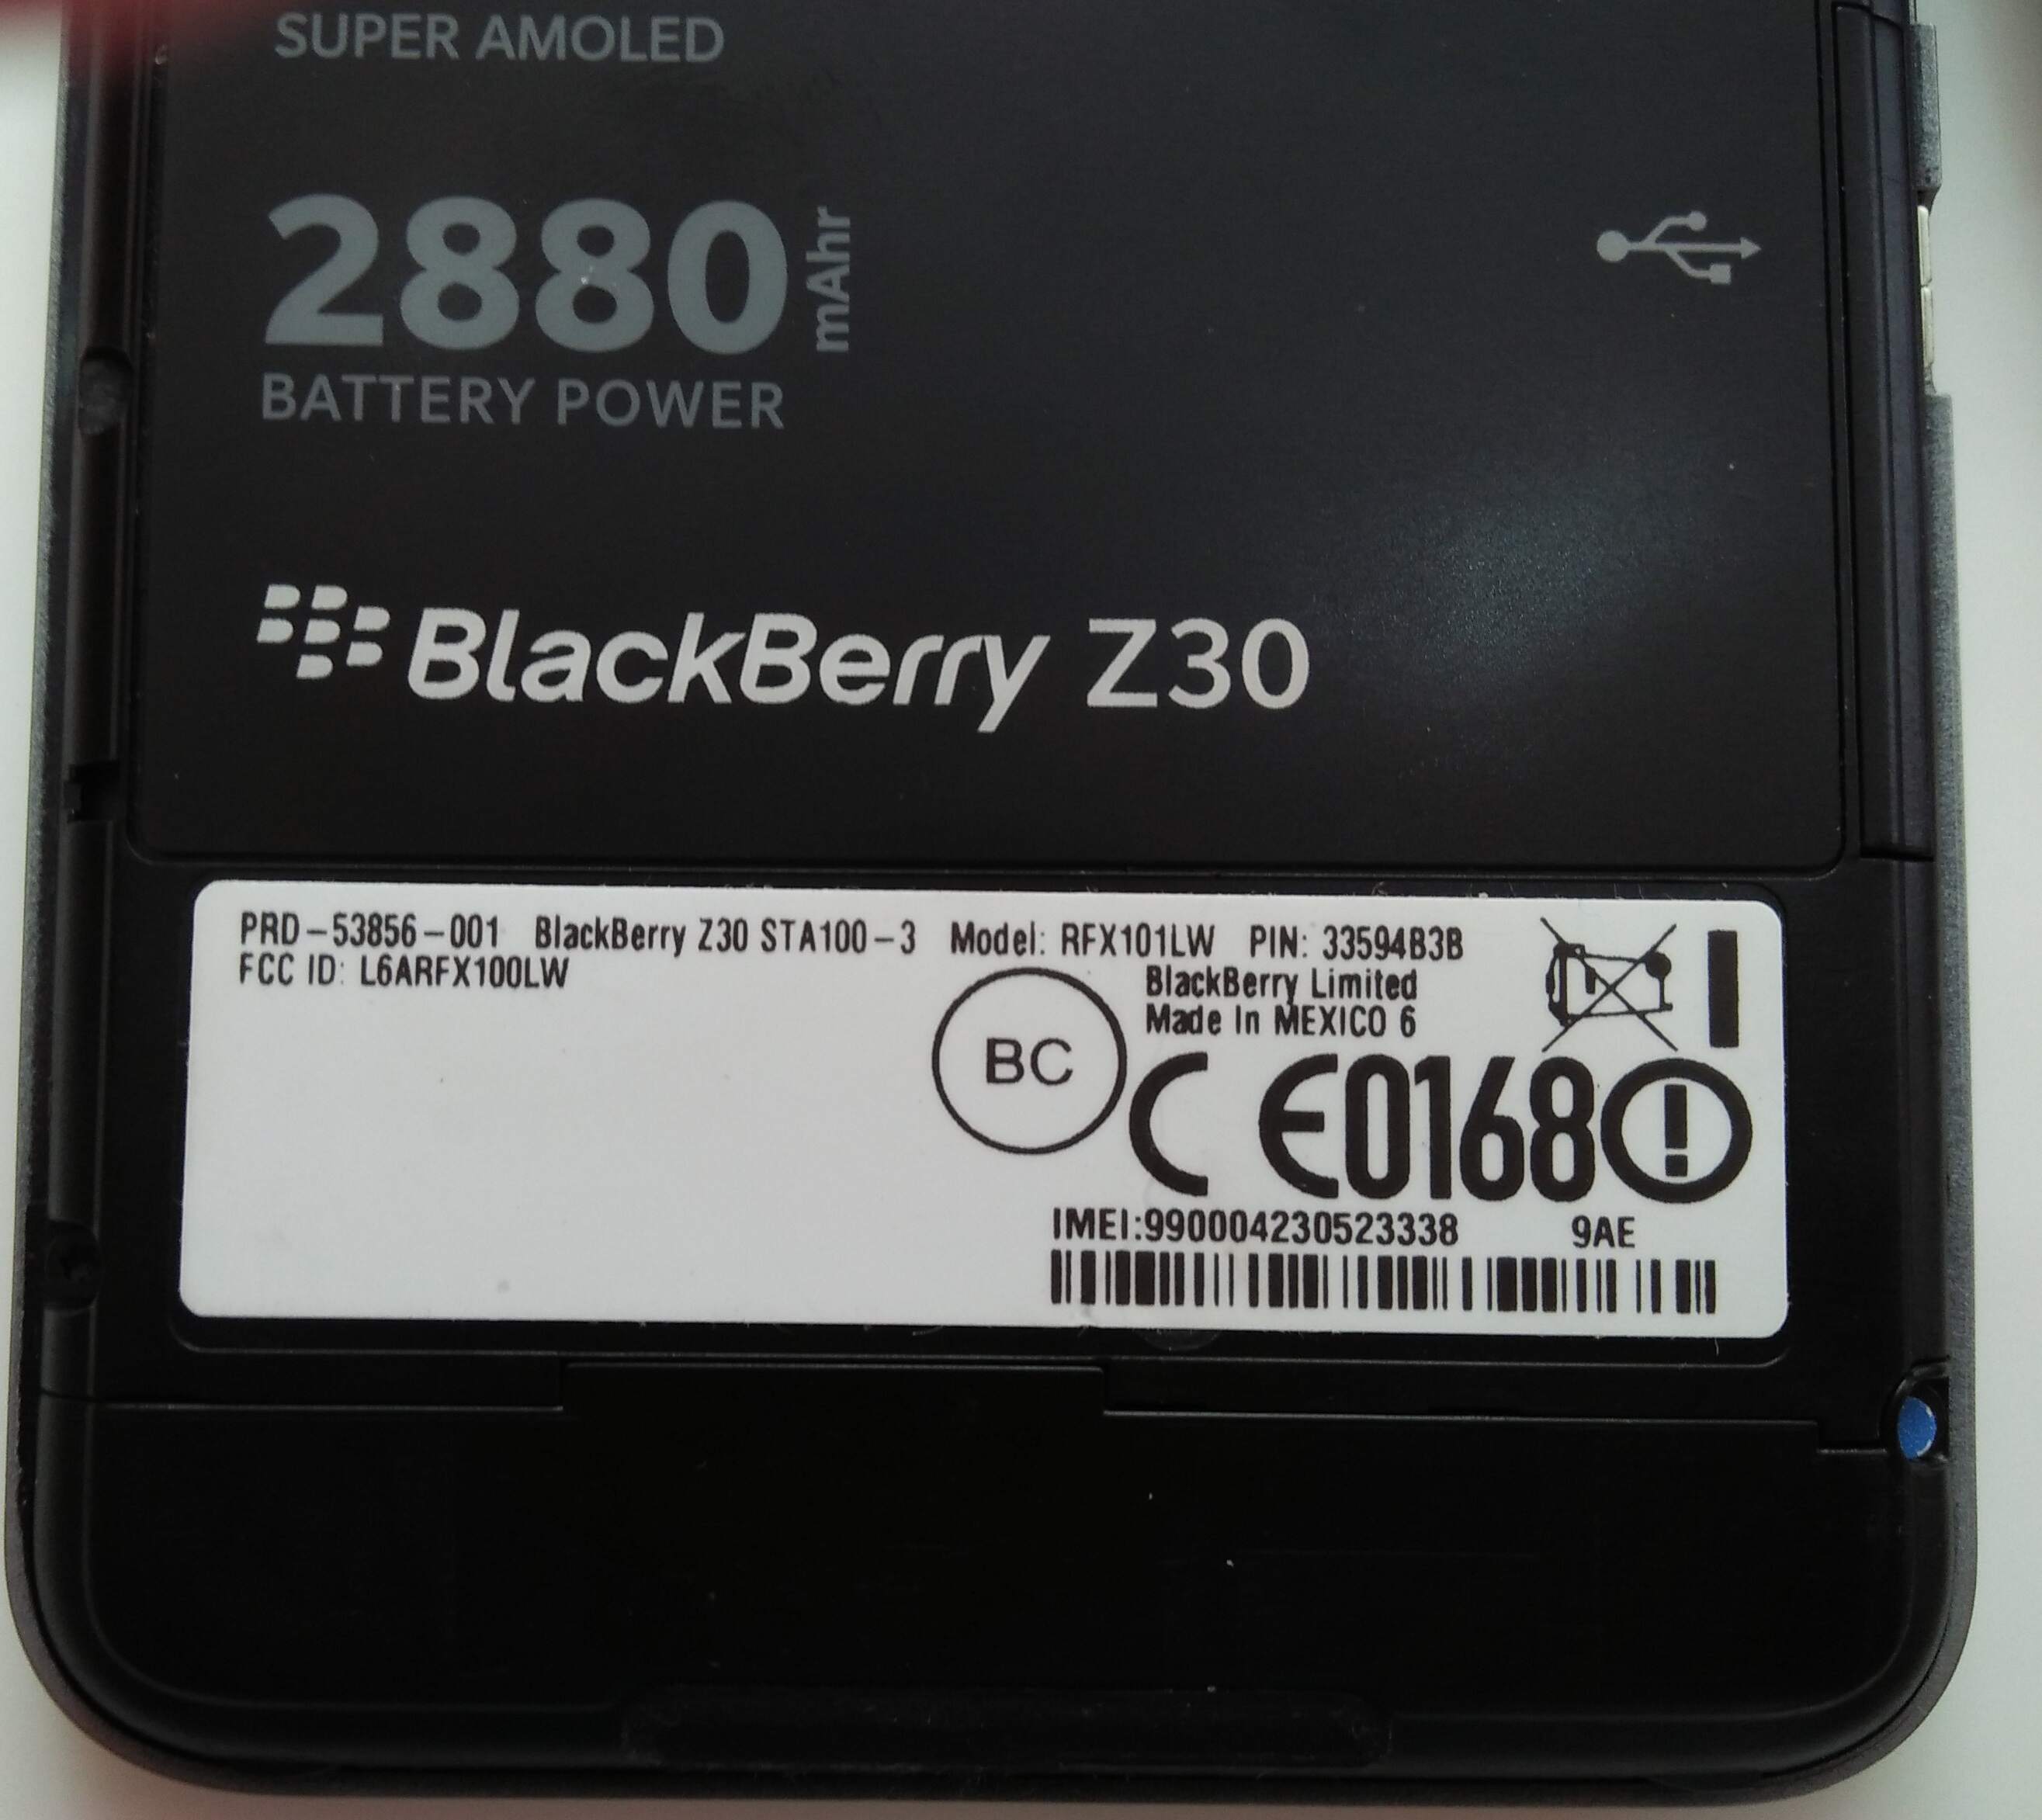 SUPER AMOLED
2880 mAhr
BATTERY POWER
BlackBerry Z30
PRD-53856-001 BlackBerry Z30 STA100-3 Model: RFX101LW PIN: 33594B3B
FCC ID: L6ARFX100LW
BlackBerry Limited
Made In MEXICO 6
BC
CE0168!
IMEI:990004230523338 9AE